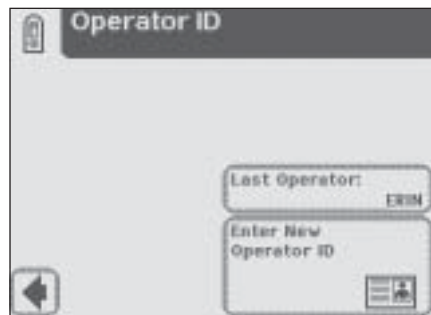 Operator ID
Last Operator:
ERIN
Enter New
Operator ID